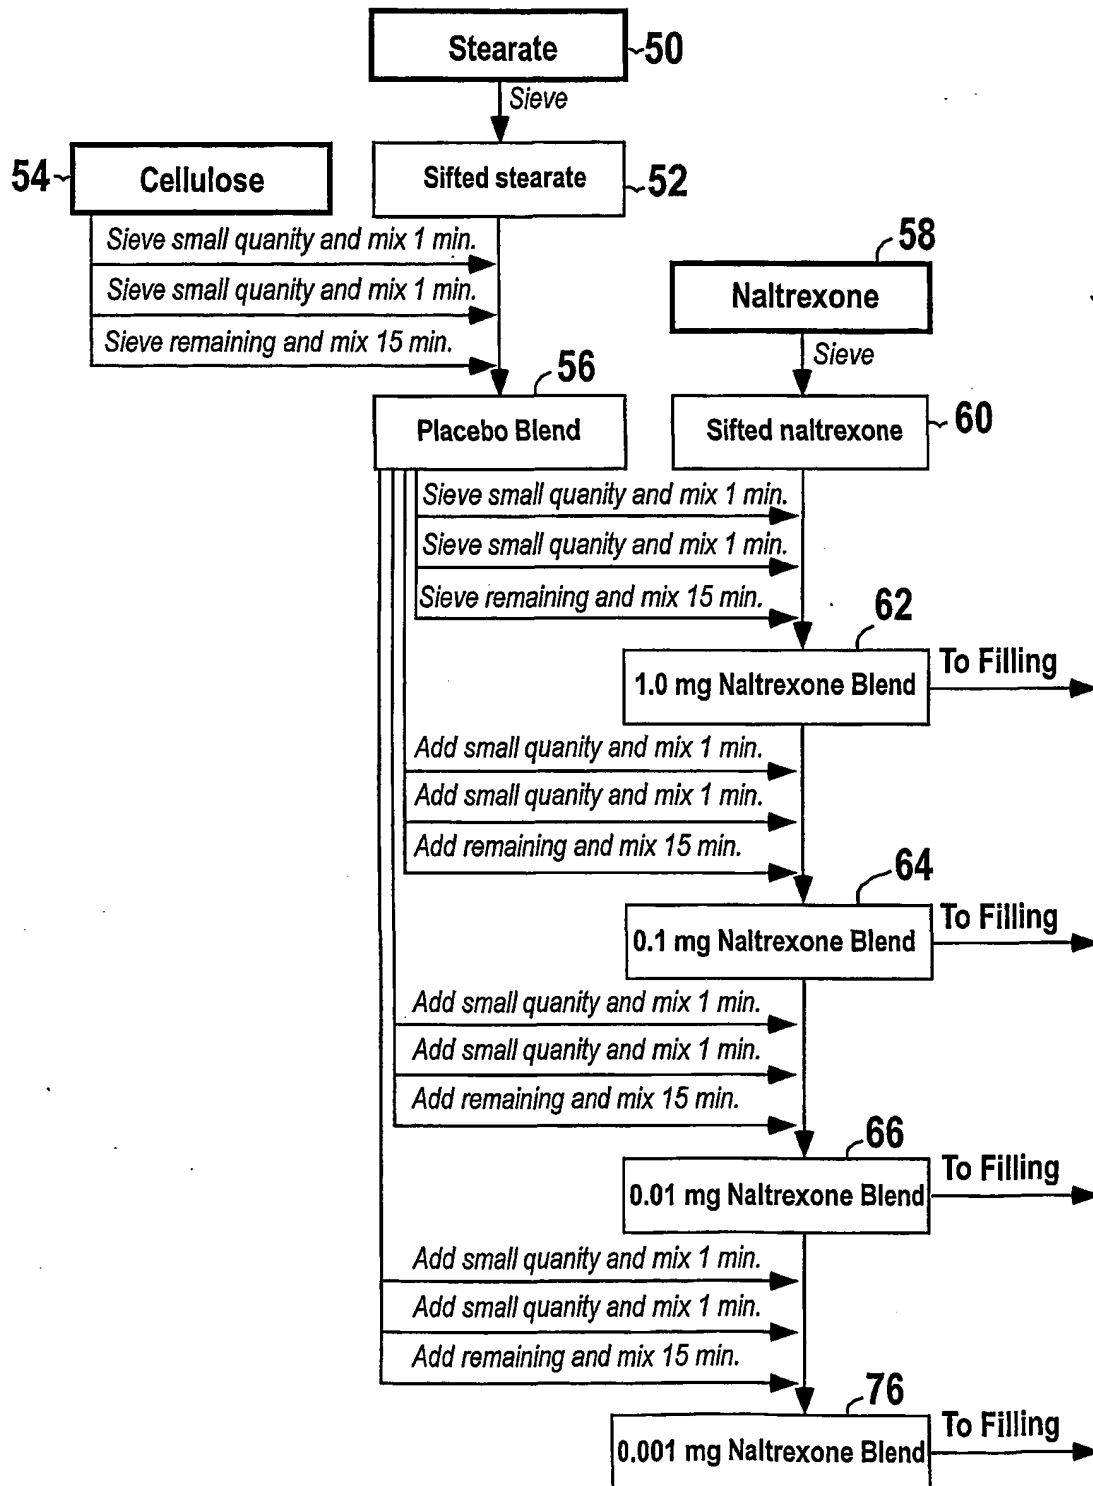 Stearate
50
Sieve
54
Cellulose
Sifted stearate
52
Sieve small quanity and mix 1 min.
Sieve small quanity and mix 1 min.
Sieve remaining and mix 15 min.
58
Naltrexone
Sieve
56
Placebo Blend
Sifted naltrexone
60
Sieve small quanity and mix 1 min.
Sieve small quanity and mix 1 min.
Sieve remaining and mix 15 min.
62
1.0 mg Naltrexone Blend
To Filling
Add small quanity and mix 1 min.
Add small quanity and mix 1 min.
Add remaining and mix 15 min.
64
0.1 mg Naltrexone Blend
To Filling
Add small quanity and mix 1 min.
Add small quanity and mix 1 min.
Add remaining and mix 15 min.
66
0.01 mg Naltrexone Blend
To Filling
Add small quanity and mix 1 min.
Add small quanity and mix 1 min.
Add remaining and mix 15 min.
76
0.001 mg Naltrexone Blend
To Filling